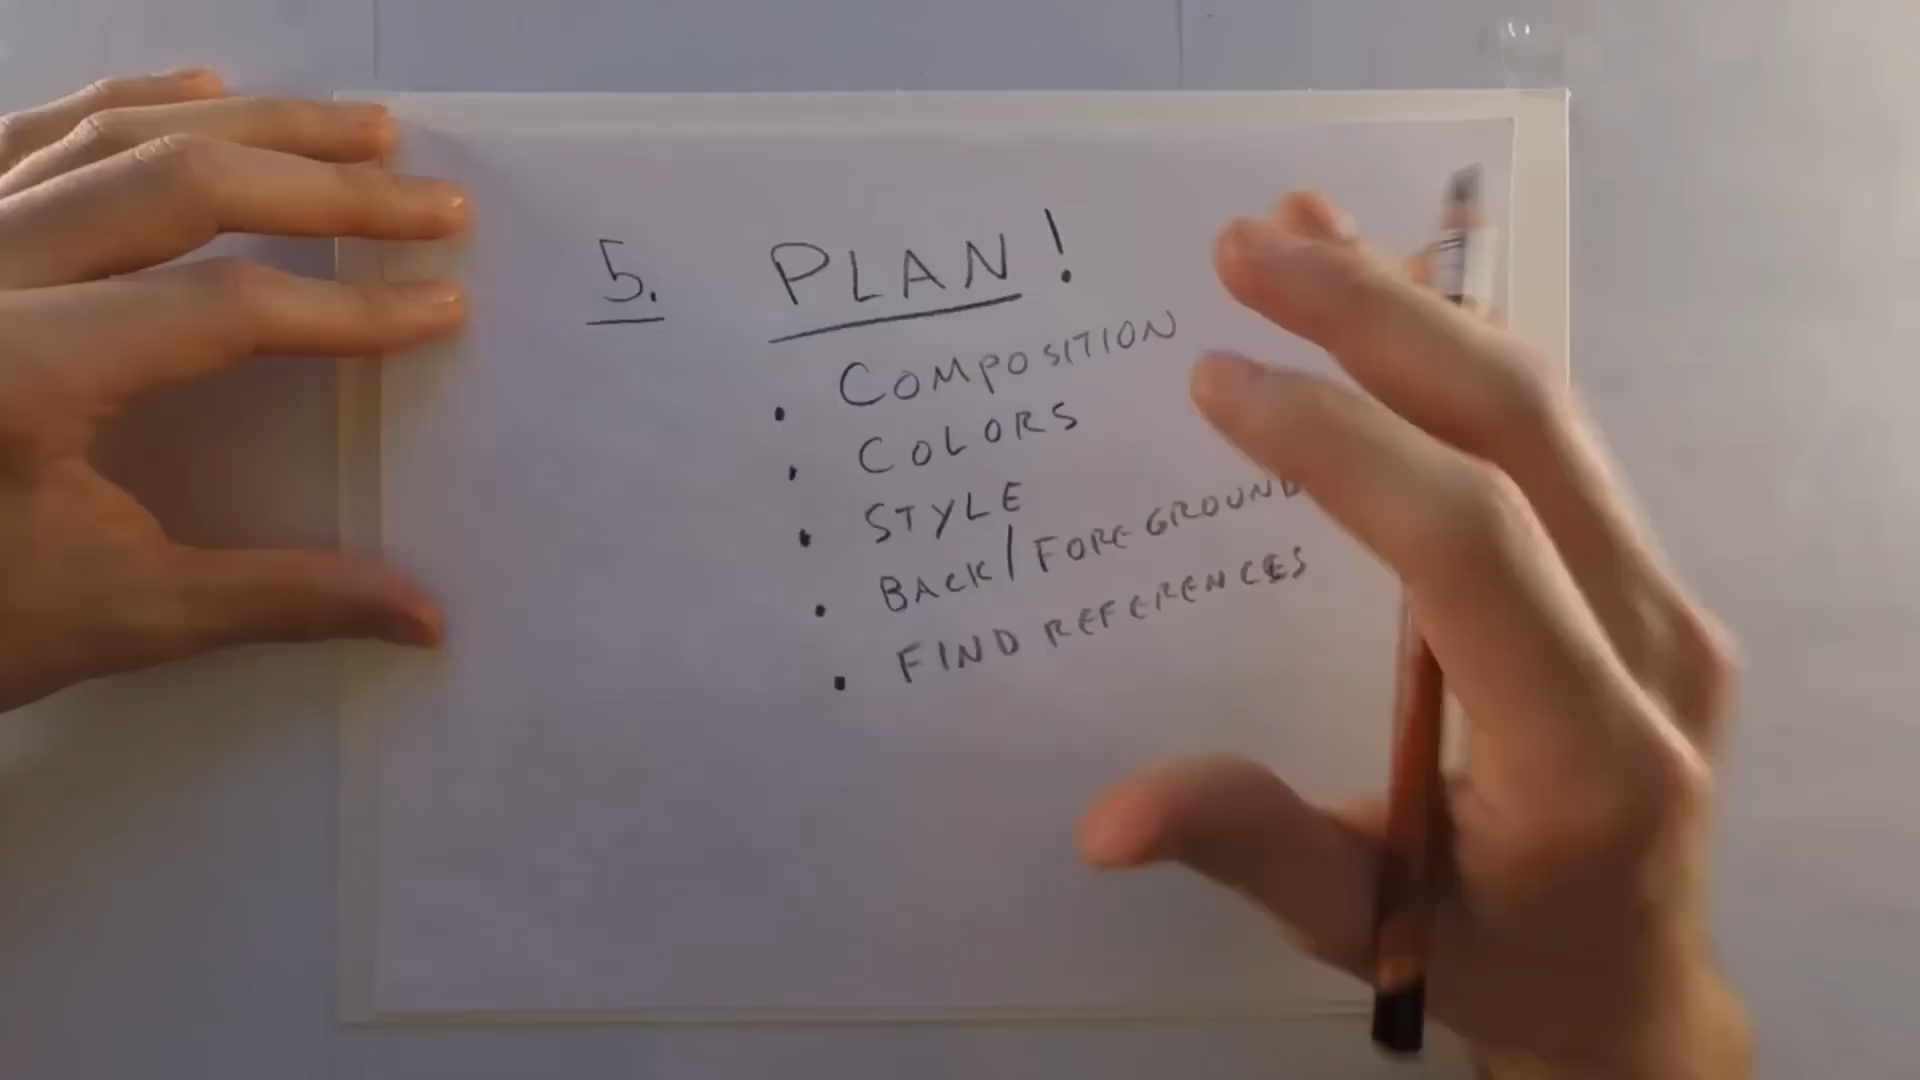 5. PLAN!
• COMPOSITION
• COLORS
• STYLE
• BACK/FOREGROUND
• FIND REFERENCES